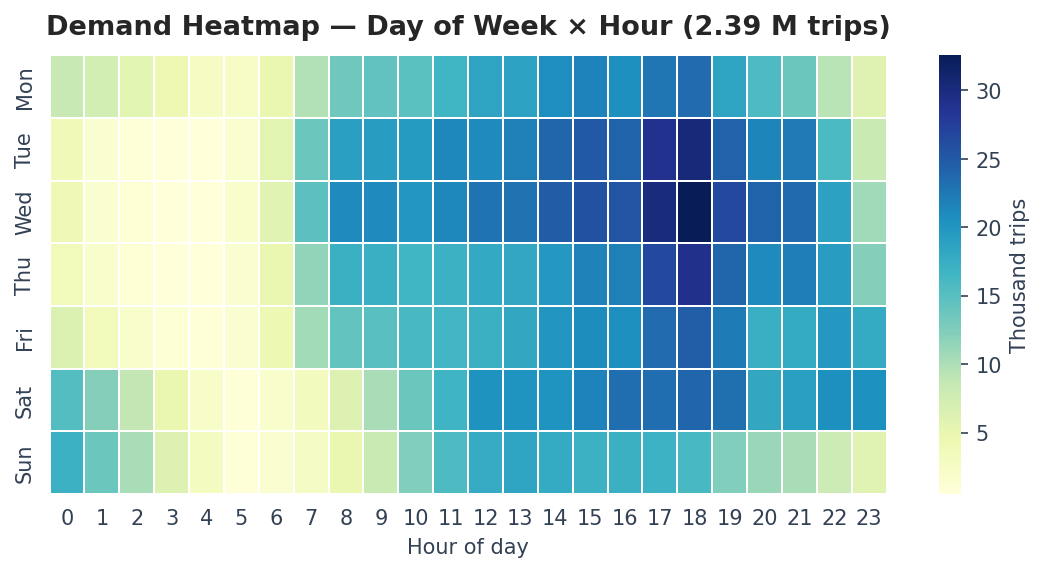 Demand Heatmap — Day of Week × Hour (2.39 M trips)
Mon
Tue
Wed
Thu
Fri
Sat
Sun
0 1 2 3 4 5 6 7 8 9 10 11 12 13 14 15 16 17 18 19 20 21 22 23
Hour of day
30
25
20
15
10
5
Thousand trips